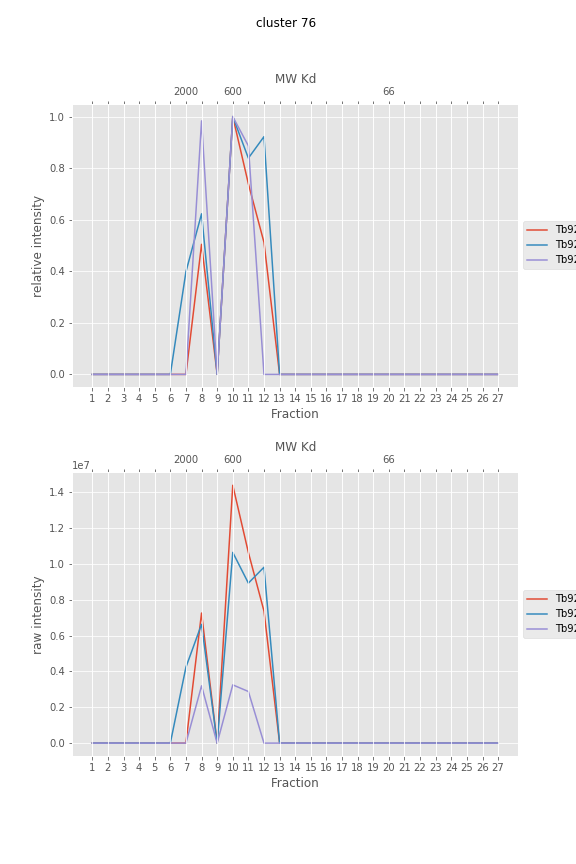 cluster 76
MW Kd
2000 600 66
1.0
0.8
0.6
0.4
0.2
0.0
relative intensity
Tb92
Tb92
Tb92
1 2 3 4 5 6 7 8 9 10 11 12 13 14 15 16 17 18 19 20 21 22 23 24 25 26 27
Fraction
MW Kd
2000 600 66
1e7
1.4
1.2
1.0
0.8
0.6
0.4
0.2
0.0
raw intensity
Tb92
Tb92
Tb92
1 2 3 4 5 6 7 8 9 10 11 12 13 14 15 16 17 18 19 20 21 22 23 24 25 26 27
Fraction